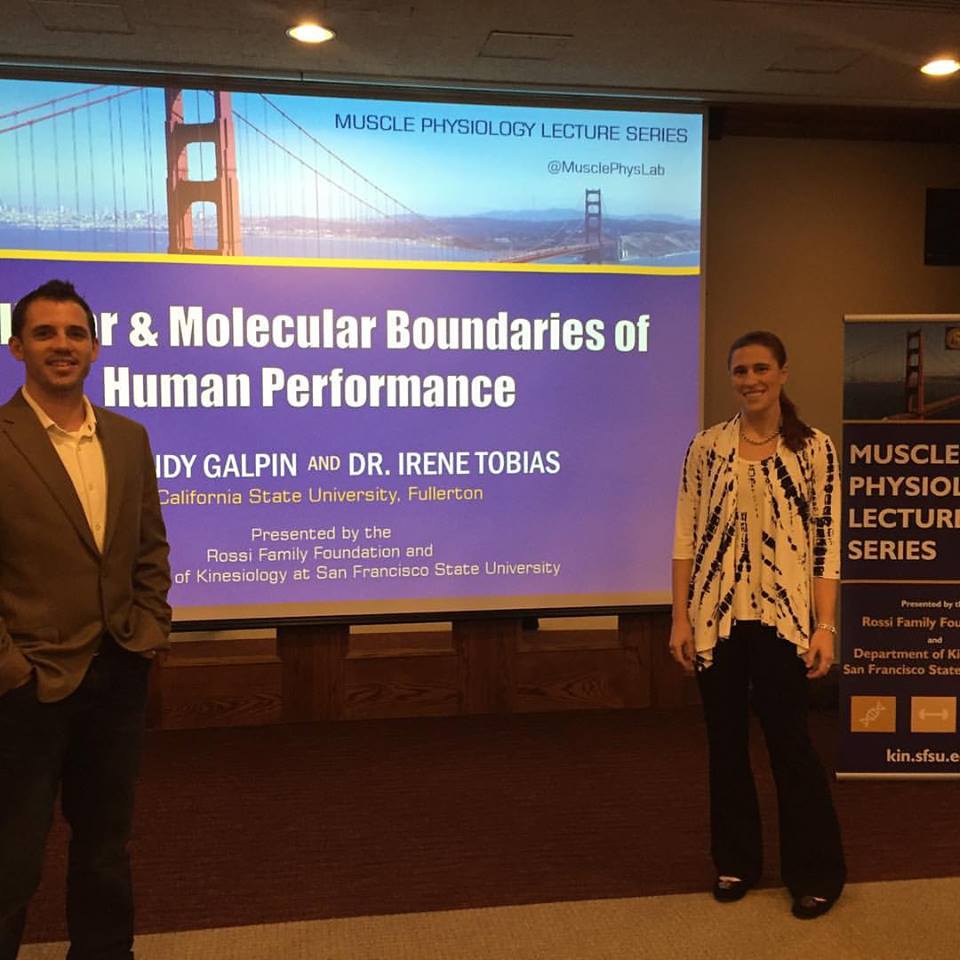 MUSCLE PHYSIOLOGY LECTURE SERIES
@MusclePhysLab
& Molecular Boundaries of
Human Performance
GALPIN AND DR. IRENE TOBIAS
California State University, Fullerton
Presented by the
Rossi Family Foundation and
of Kinesiology at San Francisco State University
MUSCLE
PHYSIOL
LECTURE
SERIES
Presented by th
Rossi Family Fou
and
Department of Ki
San Francisco State
kin.sfsu.e